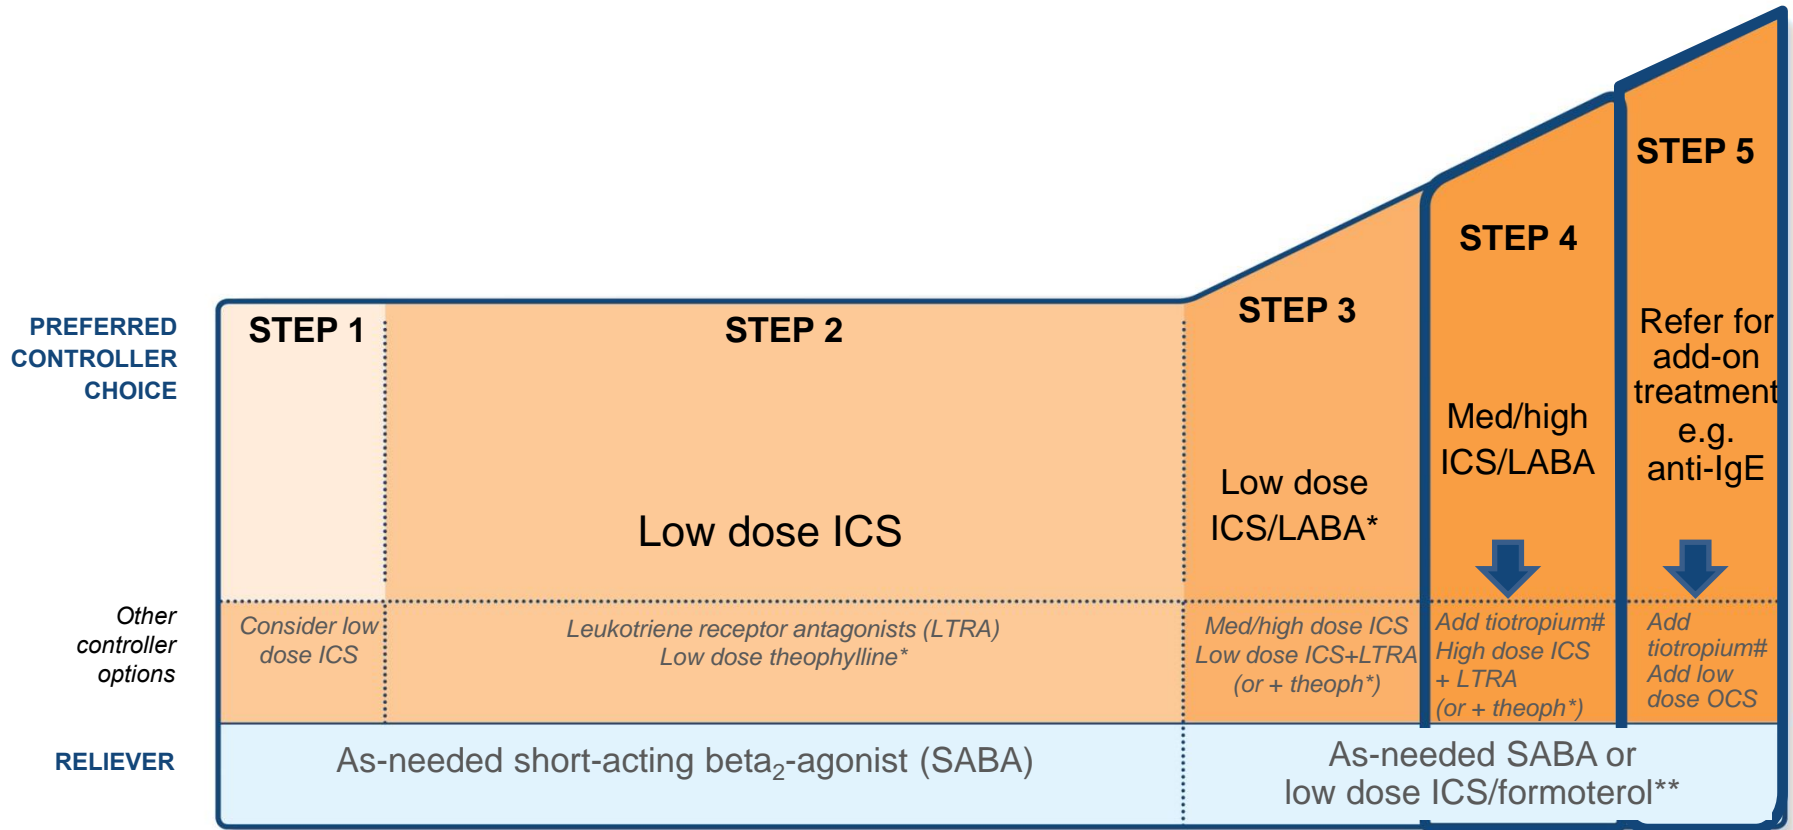 PREFERRED
CONTROLLER
CHOICE
STEP 1
STEP 2
Low dose ICS
STEP 3
Low dose
ICS/LABA*
STEP 4
Med/high
ICS/LABA
STEP 5
Refer for
add-on
treatment
e.g.
anti-IgE
Other
controller
options
Consider low
dose ICS
Leukotriene receptor antagonists (LTRA)
Low dose theophylline*
Med/high dose ICS
Low dose ICS+LTRA
(or + theoph*)
Add tiotropium#
High dose ICS
+ LTRA
(or + theoph*)
Add
tiotropium#
Add low
dose OCS
RELIEVER
As-needed short-acting beta₂-agonist (SABA)
As-needed SABA or
low dose ICS/formoterol**